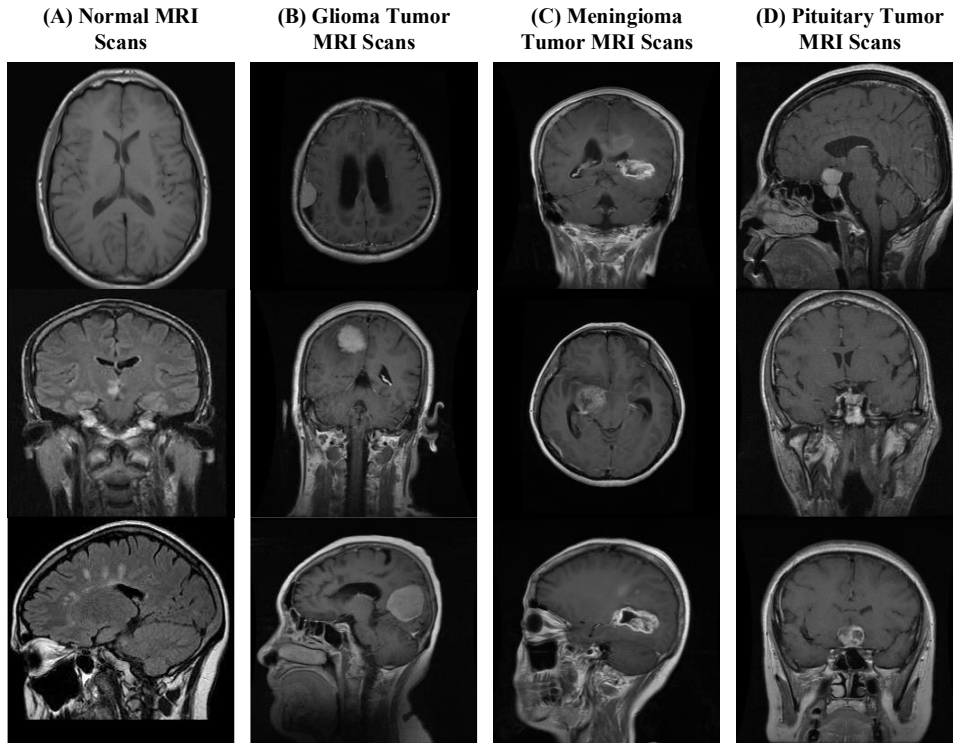 (A) Normal MRI
Scans
(B) Glioma Tumor
MRI Scans
(C) Meningioma
Tumor MRI Scans
(D) Pituitary Tumor
MRI Scans